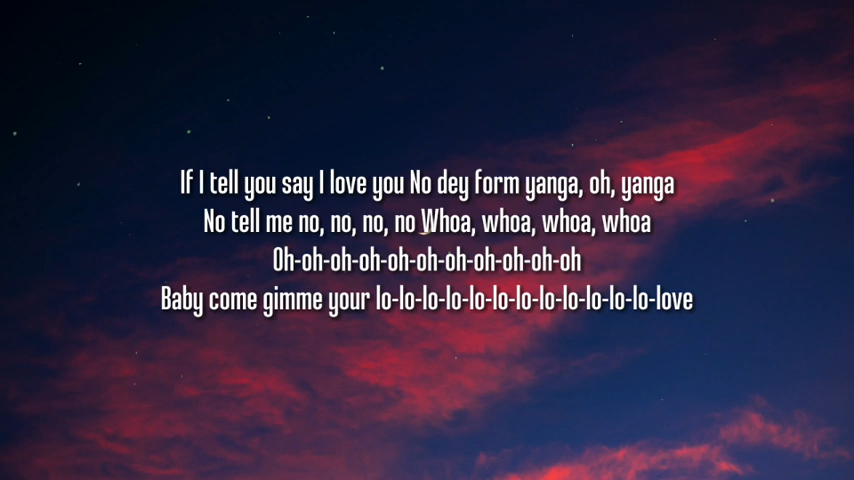 If I tell you say I love you No dey form yanga, oh, yanga
No tell me no, no, no, no Whoa, whoa, whoa, whoa
Oh-oh-oh-oh-oh-oh-oh-oh-oh-oh-oh
Baby come gimme your lo-lo-lo-lo-lo-lo-lo-lo-lo-lo-lo-lo-love